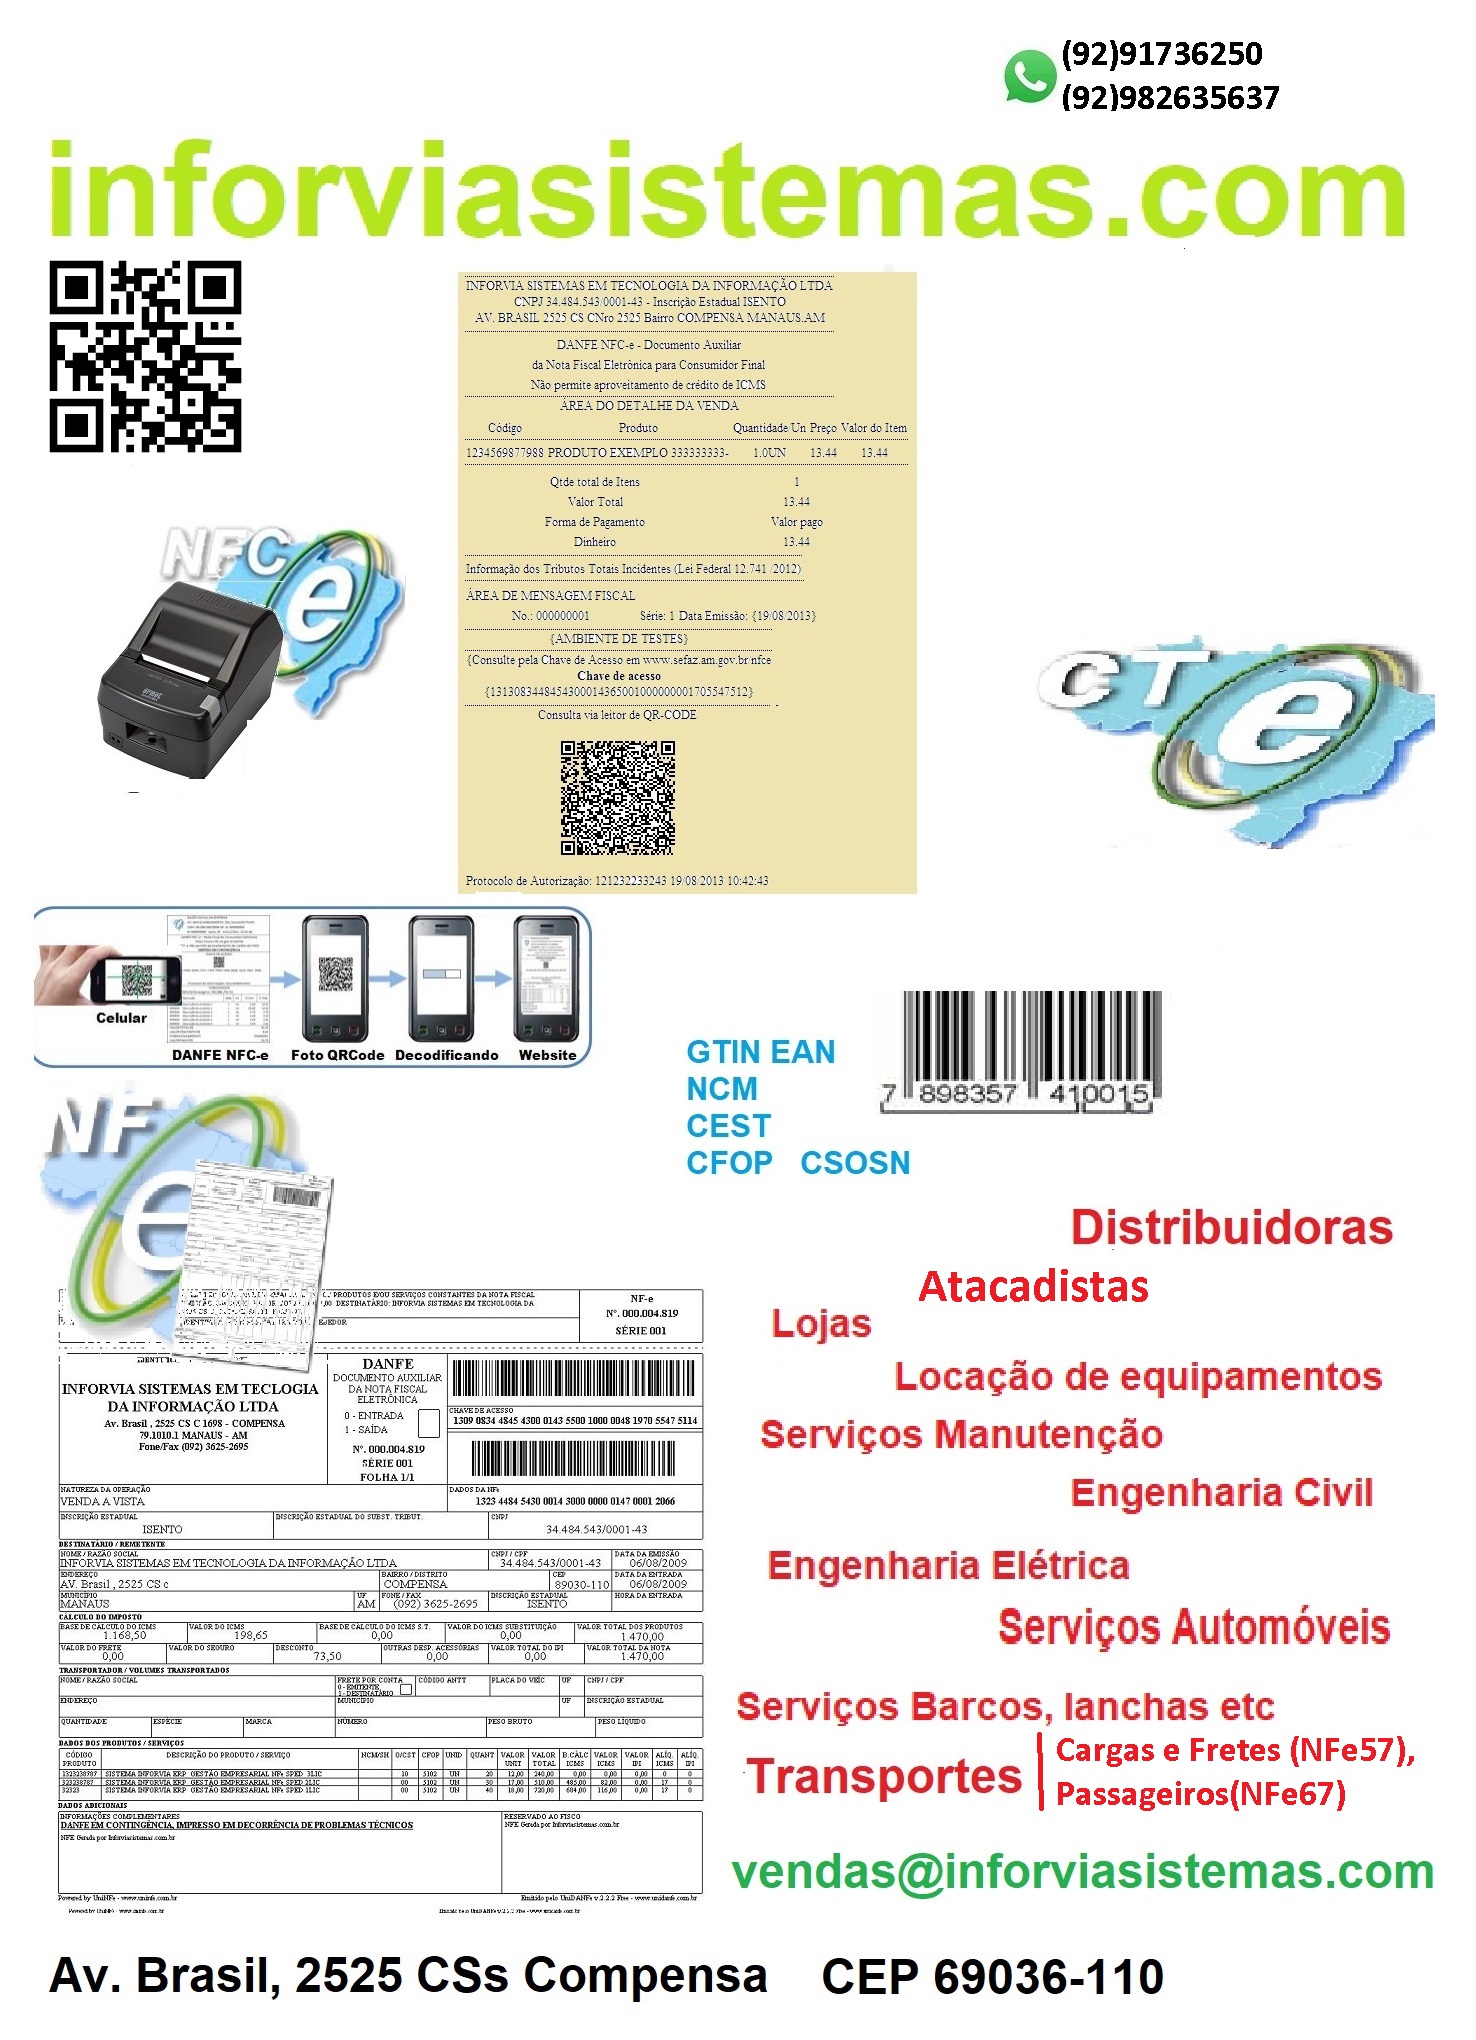 (92)91736250
(92)982635637
inforviasistemas.com
INFORVIA SISTEMAS EM TECNOLOGIA DA INFORMAÇÃO LTDA
CNPJ 34.484.543/0001-43 - Inscrição Estadual ISENTO
AV. BRASIL 2525 CS CNro 2525 Bairro COMPENSA MANAUS.AM
DANFE NFC-e - Documento Auxiliar
da Nota Fiscal Eletrônica para Consumidor Final
Não permite aproveitamento de crédito de ICMS
ÁREA DO DETALHE DA VENDA
Código Produto Quantidade/Un Preço Valor do Item
1234569877988 PRODUTO EXEMPLO 333333333- 1.0UN 13.44 13.44
Qtde total de Itens 1
Valor Total 13.44
Forma de Pagamento Valor pago
Dinheiro 13.44
Informação dos Tributos Totais Incidentes (Lei Federal 12.741 /2012)
ÁREA DE MENSAGEM FISCAL
No.: 000000001 Série: 1 Data Emissão: {19/08/2013}
{AMBIENTE DE TESTES}
{Consulte pela Chave de Acesso em www.sefaz.am.gov.br/nfce
Chave de acesso
{13130834484543000143650010000000001705547512}
Consulta via leitor de QR-CODE
Protocolo de Autorização: 121232233243 19/08/2013 10:42:43
NFC e
CT e
Celular
DANFE NFC-e Foto QRCode Decodificando Website
GTIN EAN
NCM
CEST
CFOP CSOSN
7 898357 410015
NF e
Distribuidoras
Atacadistas
Lojas
Locação de equipamentos
Serviços Manutenção
Engenharia Civil
Engenharia Elétrica
Serviços Automóveis
Serviços Barcos, lanchas etc
Transportes
Cargas e Fretes (NFe57),
Passageiros(NFe67)
vendas@inforviasistemas.com
PRODUTOS E/OU SERVIÇOS CONSTANTES DA NOTA FISCAL
DESTINATÁRIO: INFORVIA SISTEMAS EM TECNOLOGIA DA
NF-e
Nº. 000.004.819
SÉRIE 001
INFORVIA SISTEMAS EM TECLOGIA
DA INFORMAÇÃO LTDA
Av. Brasil , 2525 CS C 1698 - COMPENSA
79.1010.1 MANAUS - AM
Fone/Fax (092) 3625-2695
DANFE
DOCUMENTO AUXILIAR
DA NOTA FISCAL
ELETRÔNICA
0 - ENTRADA
1 - SAÍDA
Nº. 000.004.819
SÉRIE 001
FOLHA 1/1
CHAVE DE ACESSO
1309 0834 4845 4300 0143 5500 1000 0048 1970 5547 5114
NATUREZA DA OPERAÇÃO
VENDA A VISTA
DADOS DA NFe
1323 4484 5430 0014 3000 0000 0147 0001 2066
INSCRIÇÃO ESTADUAL INSCRIÇÃO ESTADUAL DO SUBST. TRIBUT. CNPJ
ISENTO 34.484.543/0001-43
DESTINATÁRIO / REMETENTE
NOME / RAZÃO SOCIAL CNPJ / CPF DATA DA EMISSÃO
INFORVIA SISTEMAS EM TECNOLOGIA DA INFORMAÇÃO LTDA 34.484.543/0001-43 06/08/2009
ENDEREÇO BAIRRO / DISTRITO CEP DATA DA ENTRADA
AV. Brasil , 2525 CS c COMPENSA 89030-110 06/08/2009
MUNICÍPIO UF FONE / FAX INSCRIÇÃO ESTADUAL HORA DA ENTRADA
MANAUS AM (092) 3625-2695 ISENTO
CÁLCULO DO IMPOSTO
BASE DE CÁLCULO DO ICMS VALOR DO ICMS BASE DE CÁLCULO DO ICMS S.T. VALOR DO ICMS SUBSTITUIÇÃO VALOR TOTAL DOS PRODUTOS
1.168,50 198,65 0,00 0,00 1.470,00
VALOR DO FRETE VALOR DO SEGURO DESCONTO OUTRAS DESP. ACESSÓRIAS VALOR TOTAL DO IPI VALOR TOTAL DA NOTA
0,00 73,50 0,00 0,00 1.470,00
TRANSPORTADOR / VOLUMES TRANSPORTADOS
NOME / RAZÃO SOCIAL FRETE POR CONTA CÓDIGO ANTT PLACA DO VEÍC UF CNPJ / CPF
0 - EMITENTE
1 - DESTINATÁRIO
ENDEREÇO MUNICÍPIO UF INSCRIÇÃO ESTADUAL
QUANTIDADE ESPÉCIE MARCA NÚMERO PESO BRUTO PESO LÍQUIDO
DADOS DOS PRODUTOS / SERVIÇOS
CÓDIGO PRODUTO DESCRIÇÃO DO PRODUTO / SERVIÇO NCM/SH O/CST CFOP UNID QUANT VALOR UNIT VALOR TOTAL B.CÁLC ICMS VALOR ICMS VALOR IPI ALÍQ. ICMS ALÍQ. IPI
1323238787 SISTEMA INFORVIA ERP GESTÃO EMPRESARIAL NFe SPED 3LIC 10 5102 UN 20 12,00 240,00 0,00 0,00 0,00 0 0
323238787 SISTEMA INFORVIA ERP GESTÃO EMPRESARIAL NFe SPED 2LIC 00 5102 UN 30 17,00 510,00 485,00 82,00 0,00 17 0
32323 SISTEMA INFORVIA ERP GESTÃO EMPRESARIAL NFe SPED 1LIC 00 5102 UN 40 18,00 720,00 684,00 116,00 0,00 17 0
DADOS ADICIONAIS
INFORMAÇÕES COMPLEMENTARES RESERVADO AO FISCO
DANFE EM CONTINGÊNCIA, IMPRESSO EM DECORRÊNCIA DE PROBLEMAS TÉCNICOS
NFE Gerada por Inforviasistemas.com.br NFE Gerada por Inforviasistemas.com.br
Powered by UniNFe - www.uninfe.com.br Emitido pelo UniDANFe v.2.2.2 Free - www.unidanfe.com.br
Av. Brasil, 2525 CSs Compensa CEP 69036-110